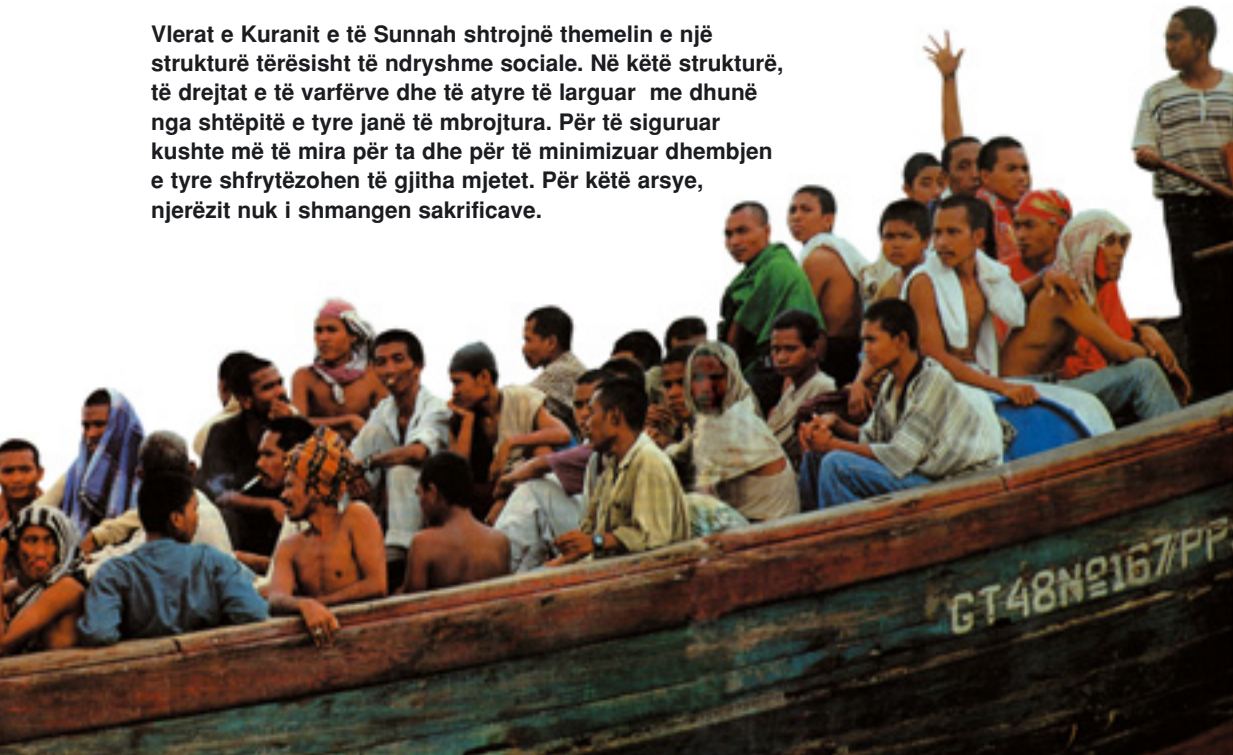 Vlerat e Kuranit e të Sunnah shtrojnë themelin e një
strukturë tërësisht të ndryshme sociale. Në këtë strukturë,
të drejtat e të varfërve dhe të atyre të larguar me dhunë
nga shtëpitë e tyre janë të mbrojtura. Për të siguruar
kushte më të mira për ta dhe për të minimizuar dhembjen
e tyre shfrytëzohen të gjitha mjetet. Për këtë arsye,
njerëzit nuk i shmangen sakrificave.
GT48Nº167/PP